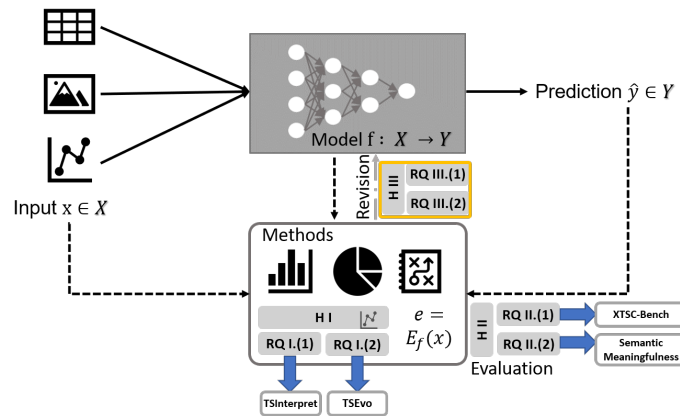 Model f : X → Y
Prediction ŷ ∈ Y
Input x ∈ X
Revision
H III
RQ III.(1)
RQ III.(2)
Methods
H I
RQ I.(1)
RQ I.(2)
e =
E_f(x)
H II
RQ II.(1)
RQ II.(2)
Evaluation
XTSC-Bench
Semantic
Meaningfulness
TSInterpret
TSEvo